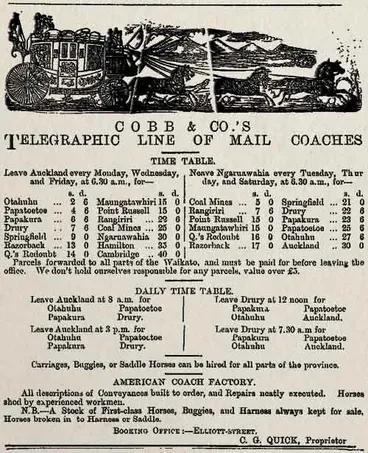 COBB & CO.'S
TELEGRAPHIC LINE OF MAIL COACHES
TIME TABLE.
Leave Auckland every Monday, Wednesday, and Friday, at 6.30 a.m., for—
s. d. s. d.
Otahuhu ... 2 6 Maungatawhiri 15 0
Papatoetoe ... 4 6 Point Russell 15 0
Papakura ... 6 6 Rangiriri ... 22 6
Drury ... 7 6 Coal Mines ... 25 0
Springfield ... 9 0 Ngaruawahia 30 0
Razorback ... 13 0 Hamilton ... 35 0
Q.'s Redoubt 14 0 Cambridge .. 40 0
Neave Ngaruawahia every Tuesday, Thurday, and Saturday, at 6.30 a.m., for—
s. d. s. d.
Coal Mines ... 5 0 Springfield ... 21 0
Rangiriri ... 7 6 Drury ... 22 6
Point Russell 15 0 Papakura ... 23 6
Maungatawhiri 15 0 Papatoetoe ... 25 6
Q.'s Redoubt 16 0 Otahuhu ... 27 6
Razorback ... 17 0 Auckland ... 30 0
Parcels forwarded to all parts of the Waikato, and must be paid for before leaving the
office. We don't hold ourselves responsible for any parcels, value over £5.
DAILY TIME TABLE.
Leave Auckland at 8 a.m. for
Otahuhu Papatoetoe
Papakura Drury.
Leave Drury at 12 noon for
Papakura Papatoetoe
Otahuhu Auckland.
Leave Auckland at 3 p.m. for
Otahuhu Papatoetoe
Papakura Drury.
Leave Drury at 7.30 a.m for
Papakura Papatoetoe
Otahuhu Auckland.
Carriages, Buggies, or Saddle Horses can be hired for all parts of the province.
AMERICAN COACH FACTORY.
All descriptions of Conveyances built to order, and Repairs neatly executed. Horses
shod by experienced workmen.
N.B.—A Stock of First-class Horses, Buggies, and Harness always kept for sale.
Horses broken in to Harness or Saddle.
BOOKING OFFICE:—ELLIOTT-STREET.
C. G. QUICK, Proprietor